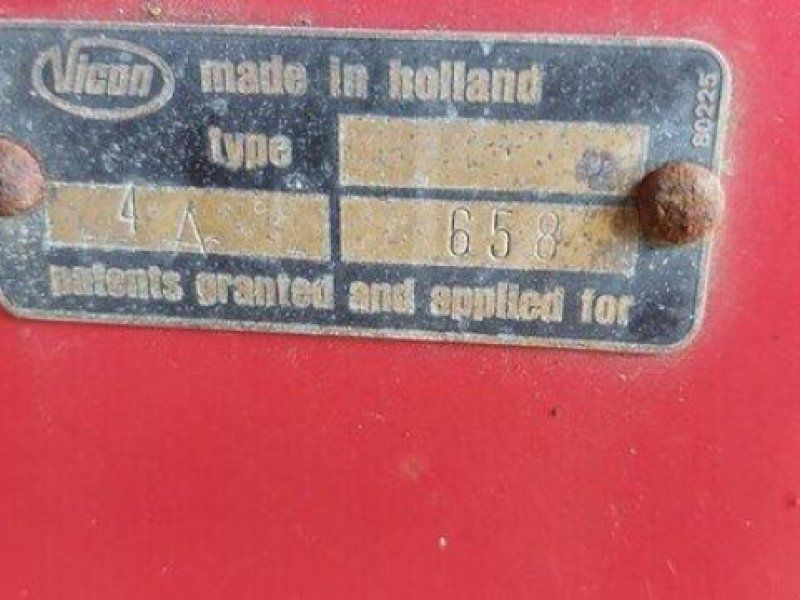 Vicon made in holland
type
4 A 658
patents granted and applied for
80225